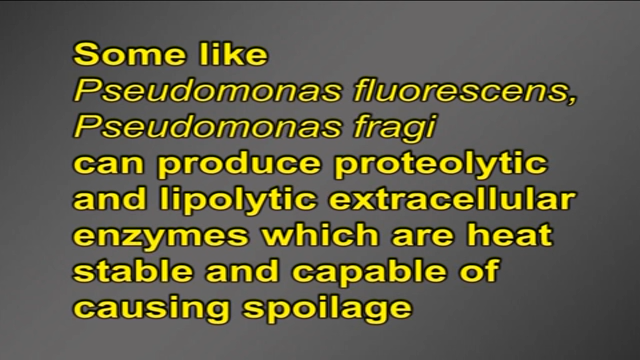 Some like
Pseudomonas fluorescens,
Pseudomonas fragi
can produce proteolytic
and lipolytic extracellular
enzymes which are heat
stable and capable of
causing spoilage